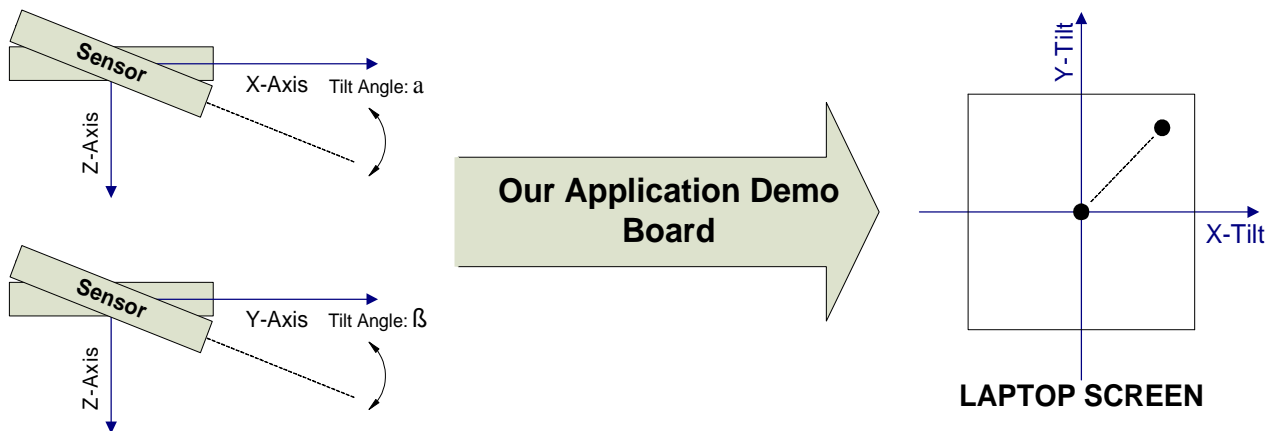 Sensor
X-Axis
Tilt Angle: a
Z-Axis
Sensor
Y-Axis
Tilt Angle: ß
Z-Axis
Our Application Demo
Board
Y-Tilt
X-Tilt
LAPTOP SCREEN